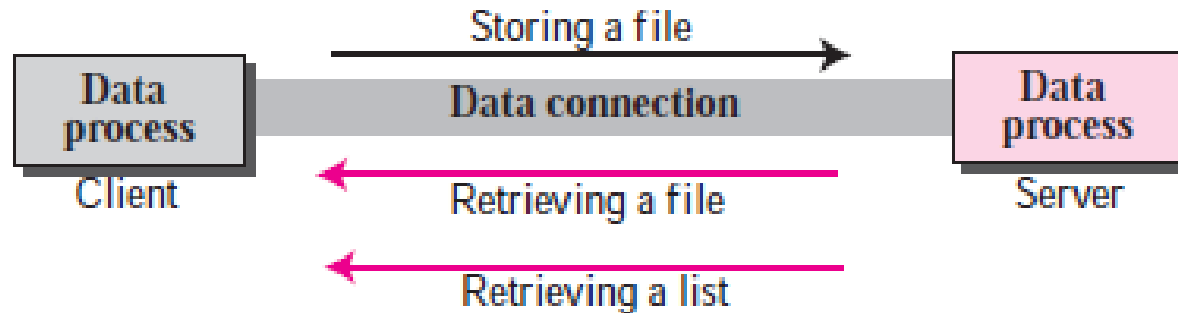 Storing a file
Data
process
Client
Data connection
Data
process
Server
Retrieving a file
Retrieving a list